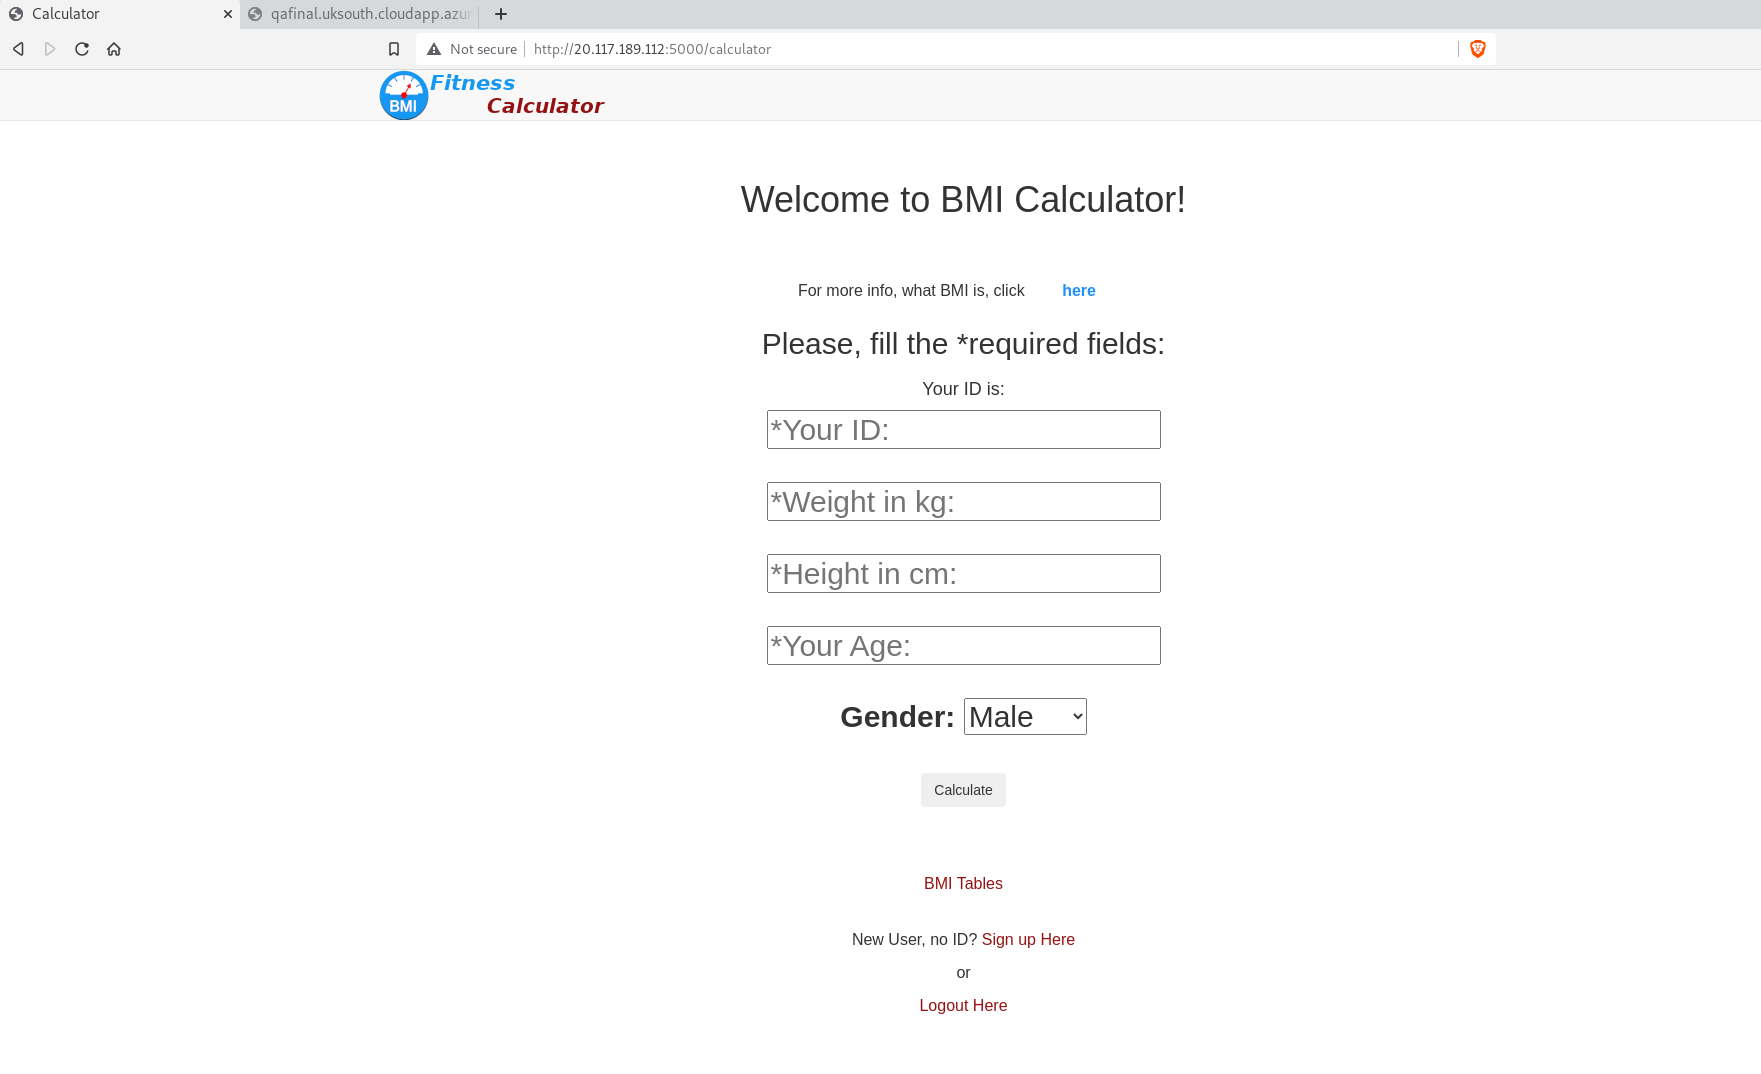 Calculator
qafinal.uksouth.cloudapp.azur
Not secure
http://20.117.189.112:5000/calculator
BMI
Fitness
Calculator
Welcome to BMI Calculator!
For more info, what BMI is, click here
Please, fill the *required fields:
Your ID is:
*Your ID:
*Weight in kg:
*Height in cm:
*Your Age:
Gender: Male
Calculate
BMI Tables
New User, no ID? Sign up Here
or
Logout Here